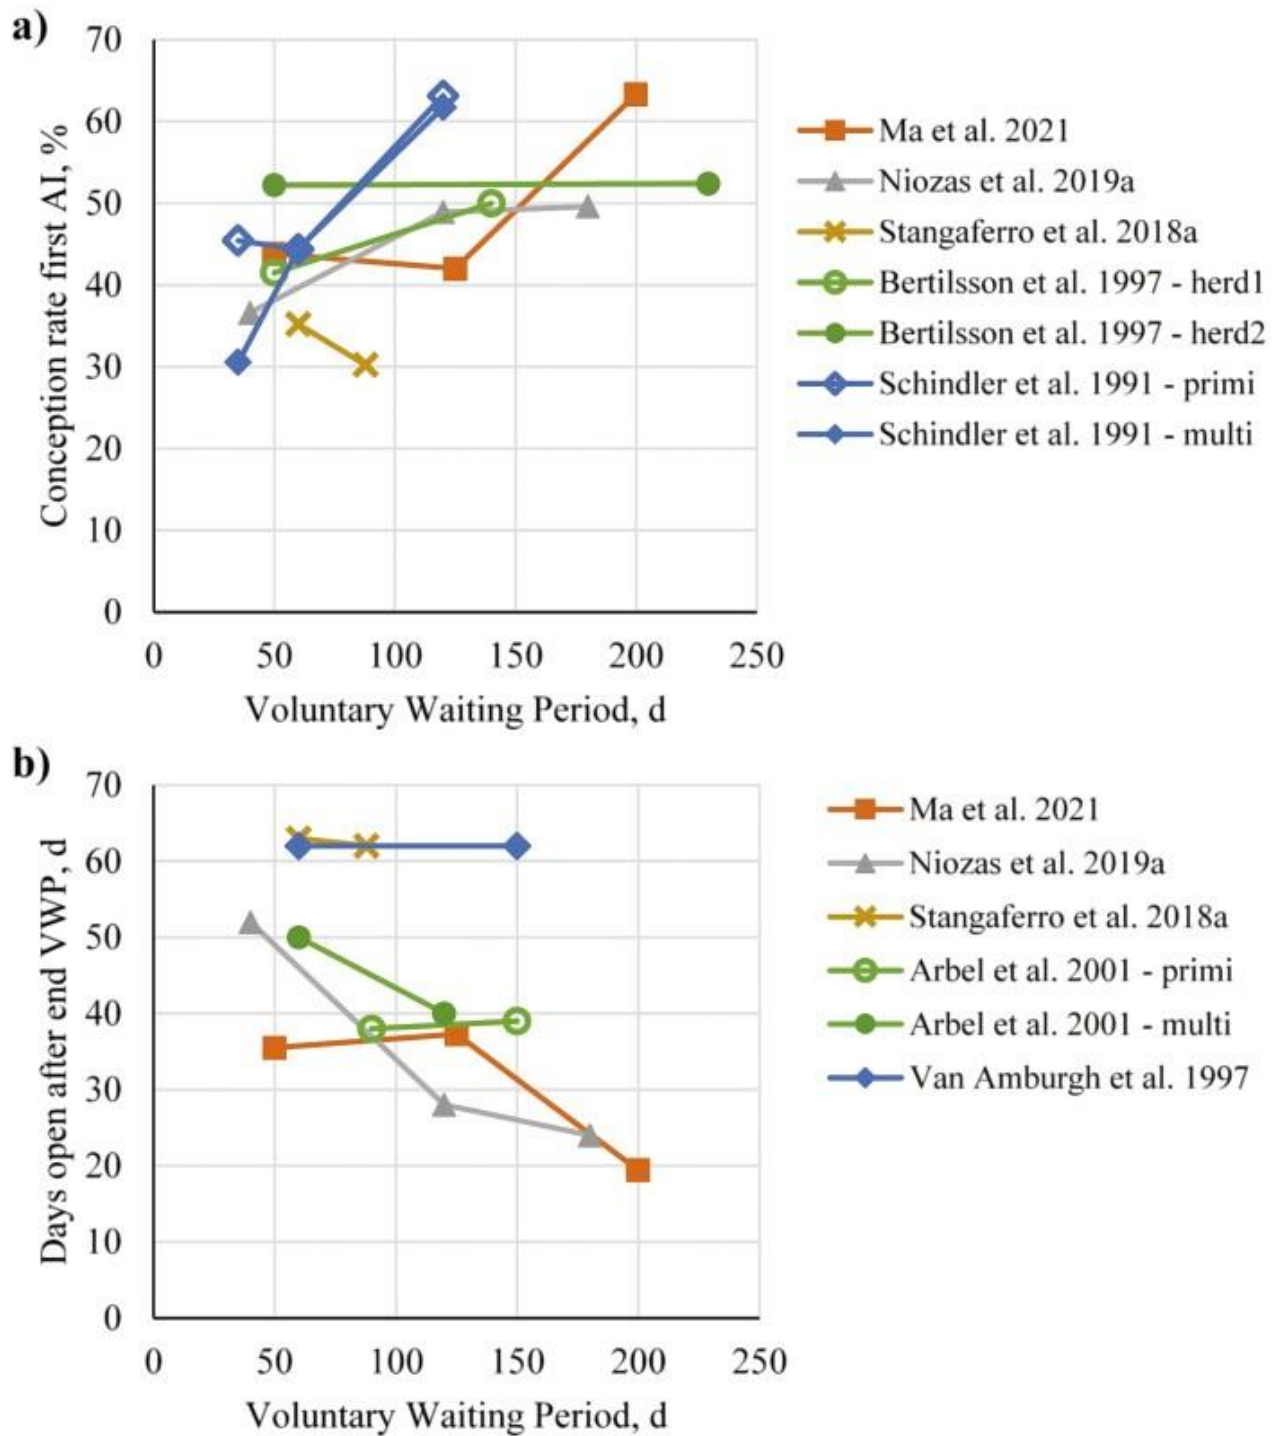 a)
70
60
50
40
30
20
10
0
Conception rate first AI, %
0 50 100 150 200 250
Voluntary Waiting Period, d
Ma et al. 2021
Niozas et al. 2019a
Stangaferro et al. 2018a
Bertilsson et al. 1997 - herd1
Bertilsson et al. 1997 - herd2
Schindler et al. 1991 - primi
Schindler et al. 1991 - multi
b)
70
60
50
40
30
20
10
0
Days open after end VWP, d
0 50 100 150 200 250
Voluntary Waiting Period, d
Ma et al. 2021
Niozas et al. 2019a
Stangaferro et al. 2018a
Arbel et al. 2001 - primi
Arbel et al. 2001 - multi
Van Amburgh et al. 1997